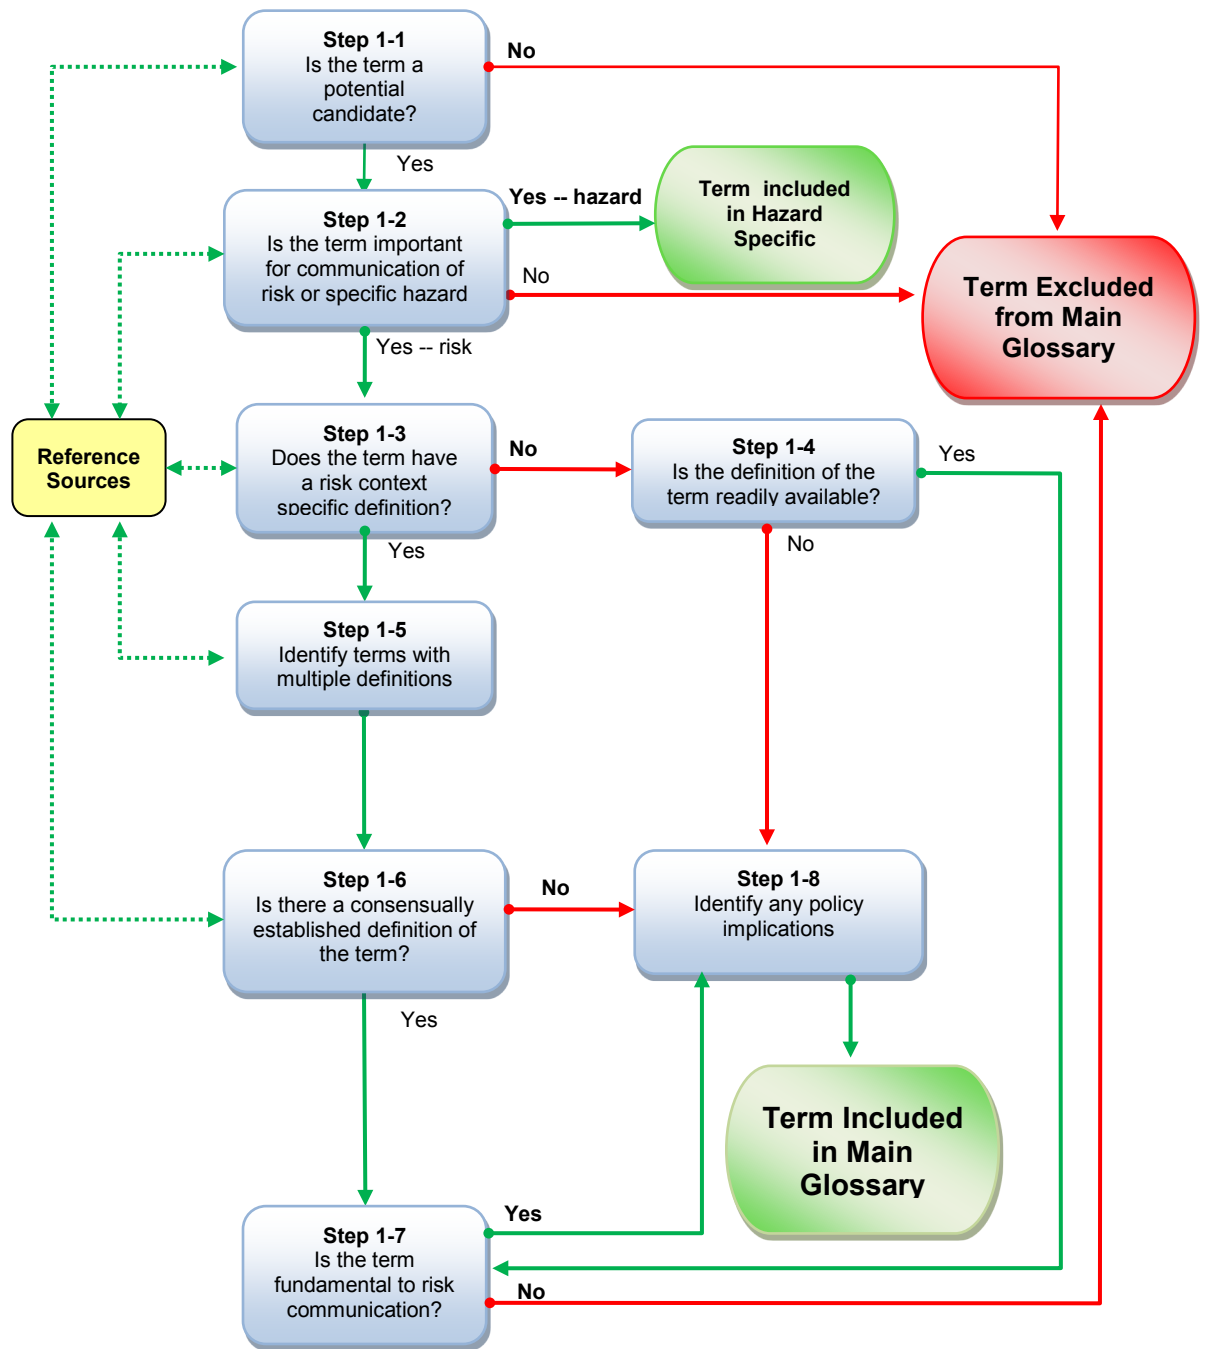 Step 1-1
Is the term a
potential
candidate?
No
Yes
Step 1-2
Is the term important
for communication of
risk or specific hazard
Yes -- hazard
Term included
in Hazard
Specific
No
Term Excluded
from Main
Glossary
Yes -- risk
Reference
Sources
Step 1-3
Does the term have
a risk context
specific definition?
No
Step 1-4
Is the definition of the
term readily available?
Yes
Yes
No
Step 1-5
Identify terms with
multiple definitions
Step 1-6
Is there a consensually
established definition of
the term?
No
Step 1-8
Identify any policy
implications
Yes
Term Included
in Main
Glossary
Step 1-7
Is the term
fundamental to risk
communication?
Yes
No